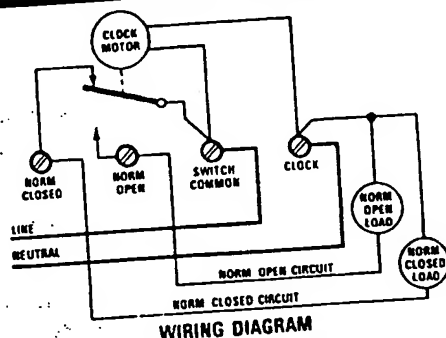 CLOCK
MOTOR
NORM
CLOSED
NORM
OPEN
SWITCH
COMMON
CLOCK
LINE
NEUTRAL
NORM
OPEN
LOAD
NORM
CLOSED
LOAD
NORM OPEN CIRCUIT
NORM CLOSED CIRCUIT
WIRING DIAGRAM